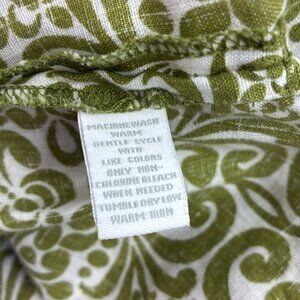 MACHINE WASH
WARM
GENTLE CYCLE
WITH
LIKE COLORS
ONLY NON-
CHLORINE BLEACH
WHEN NEEDED
TUMBLE DRY LOW
WARM IRON